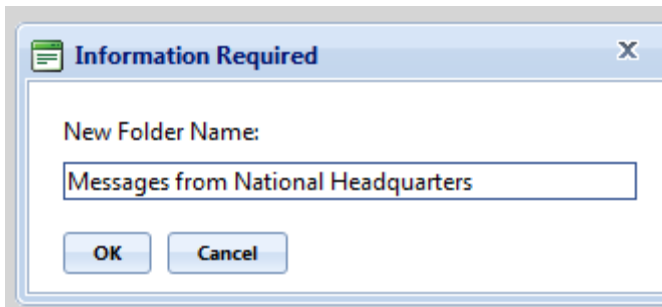 Information Required X
New Folder Name:
Messages from National Headquarters
OK Cancel